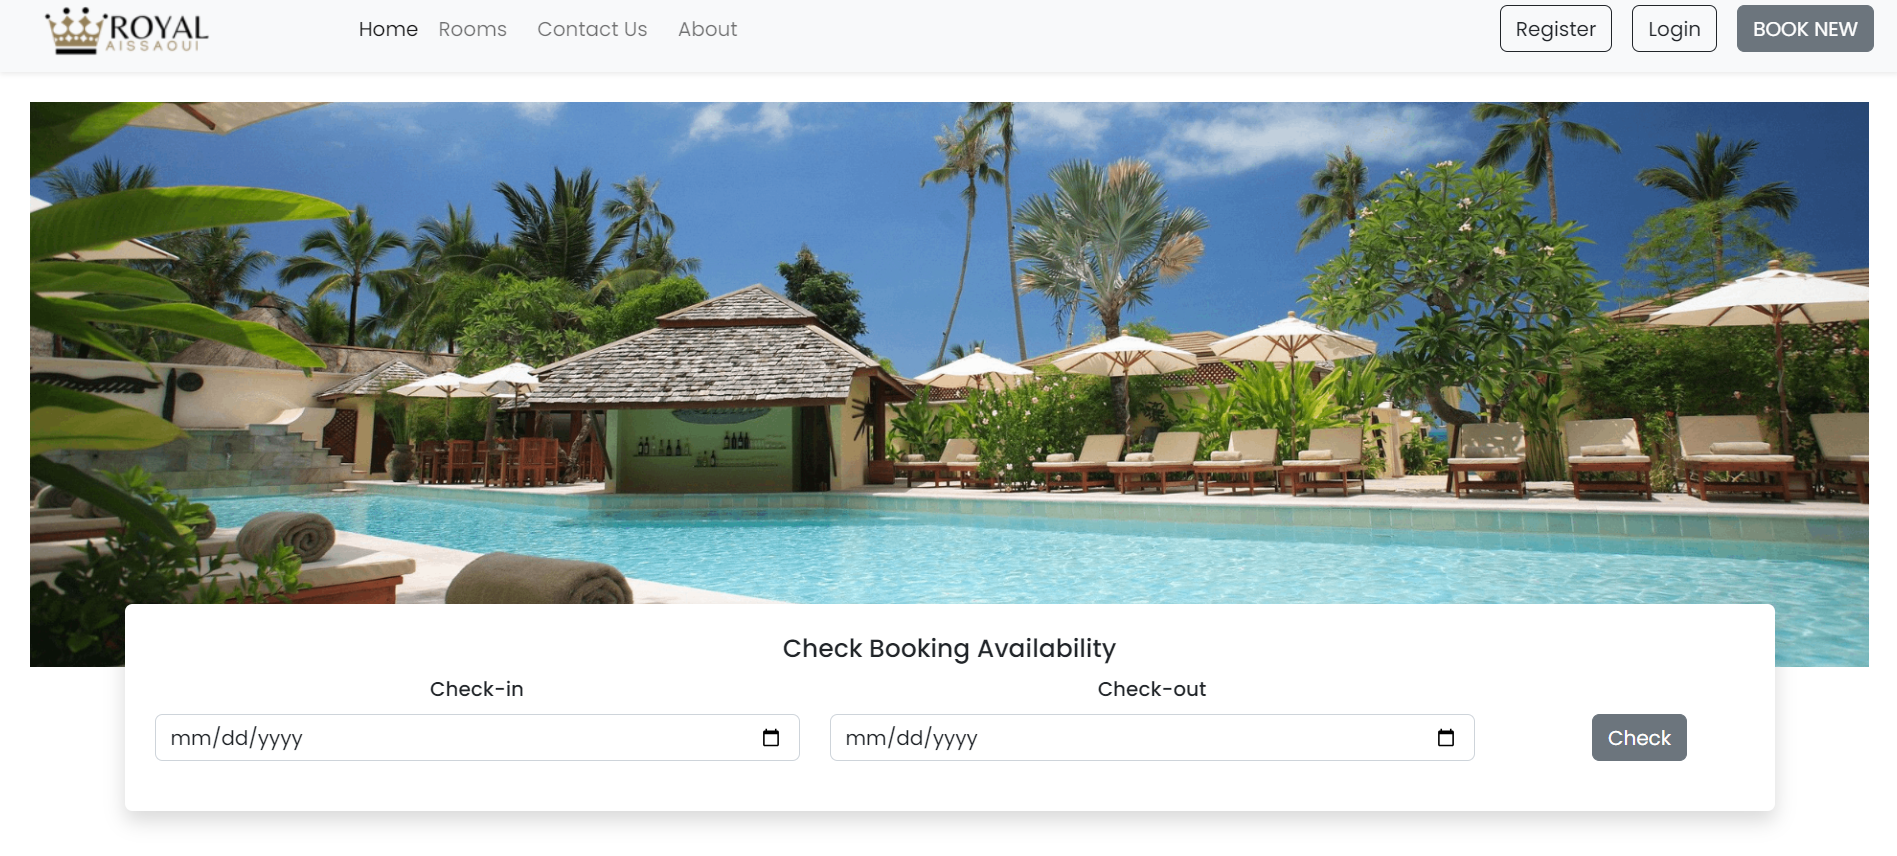 ROYAL
AISSAOUI
Home Rooms Contact Us About
Register Login BOOK NEW
Check Booking Availability
Check-in Check-out
mm/dd/yyyy mm/dd/yyyy Check